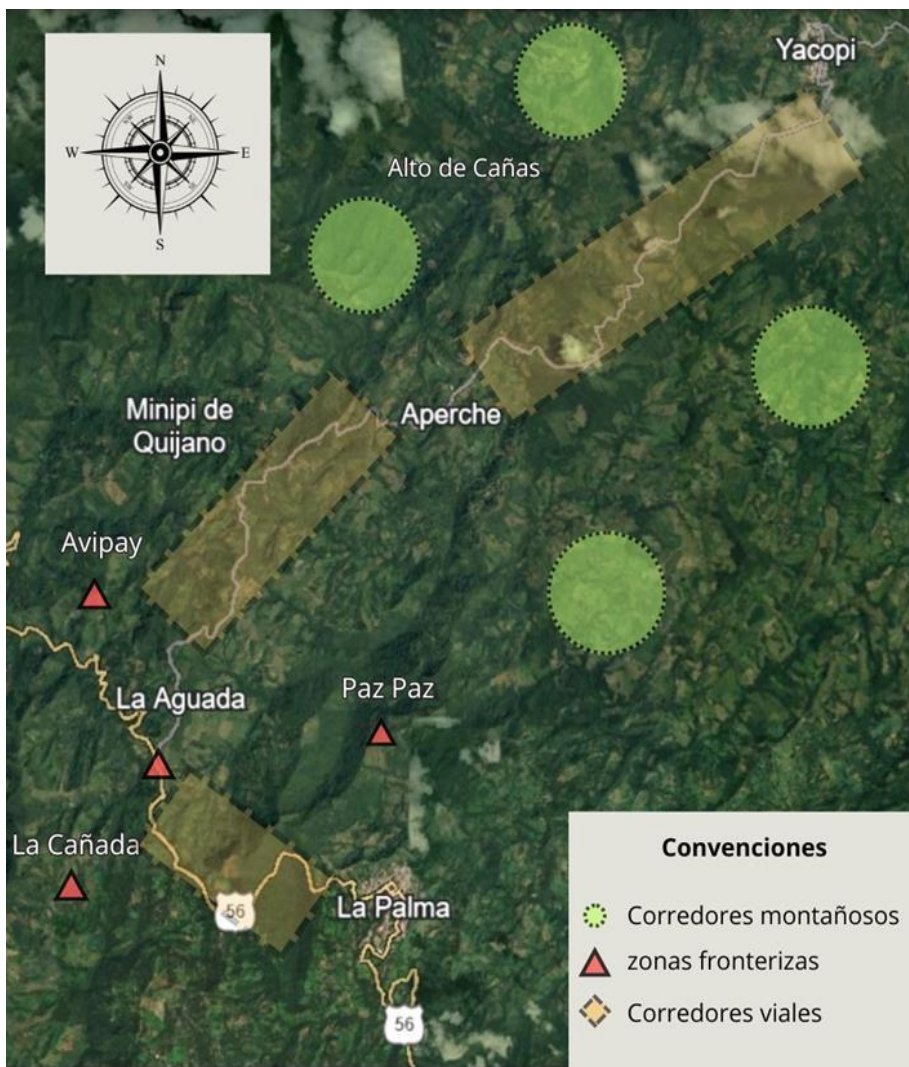 Yacopi
N
W
E
S
Alto de Cañas
Minipi de
Quijano
Aperche
Avipay
La Aguada
Paz Paz
La Cañada
La Palma
56
56
Convenciones
Corredores montañosos
zonas fronterizas
Corredores viales